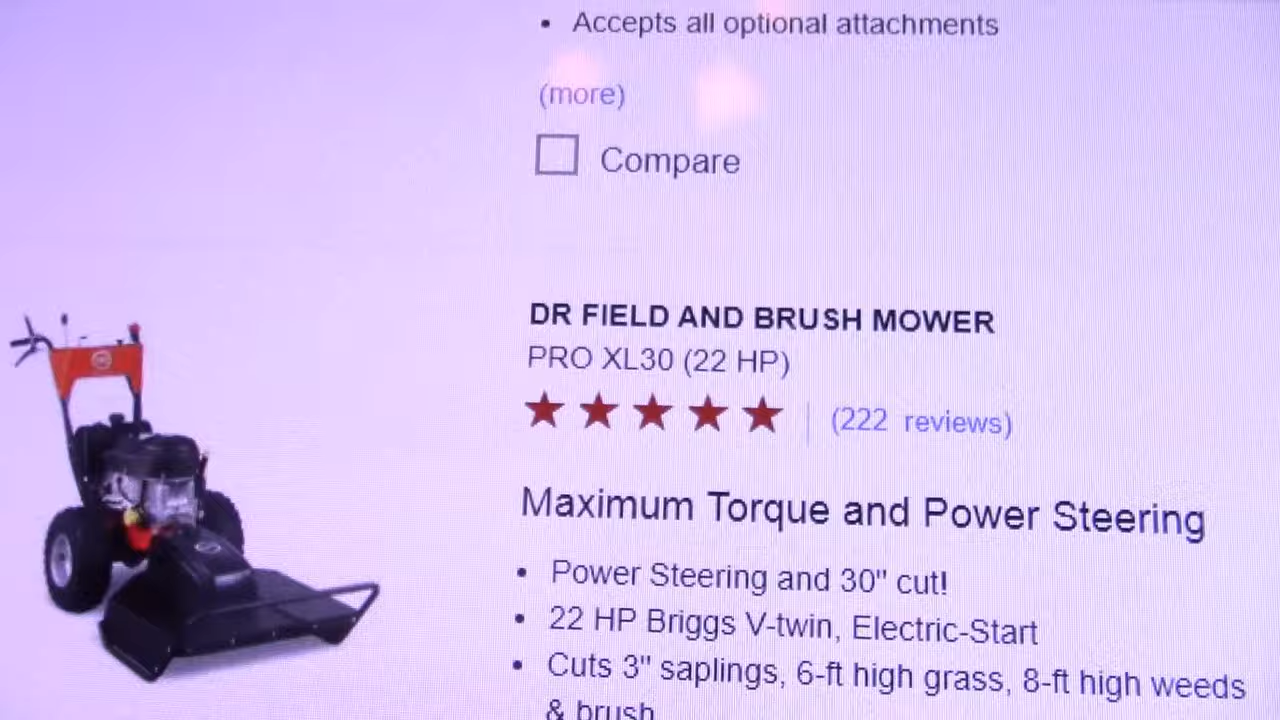 • Accepts all optional attachments
(more)
Compare
DR FIELD AND BRUSH MOWER
PRO XL30 (22 HP)
(222 reviews)
Maximum Torque and Power Steering
• Power Steering and 30" cut!
• 22 HP Briggs V-twin, Electric-Start
• Cuts 3" saplings, 6-ft high grass, 8-ft high weeds
& brush